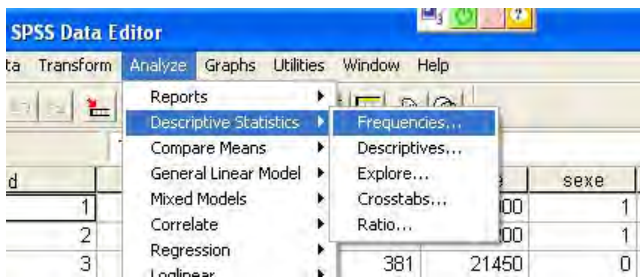 SPSS Data Editor
ta Transform Analyze Graphs Utilities Window Help
Reports
Descriptive Statistics Frequencies...
Compare Means Descriptives...
General Linear Model Explore... sexe
Mixed Models Crosstabs... 1
1
Correlate Ratio... 1
2
Regression
3 381 21450 0
Loglinear